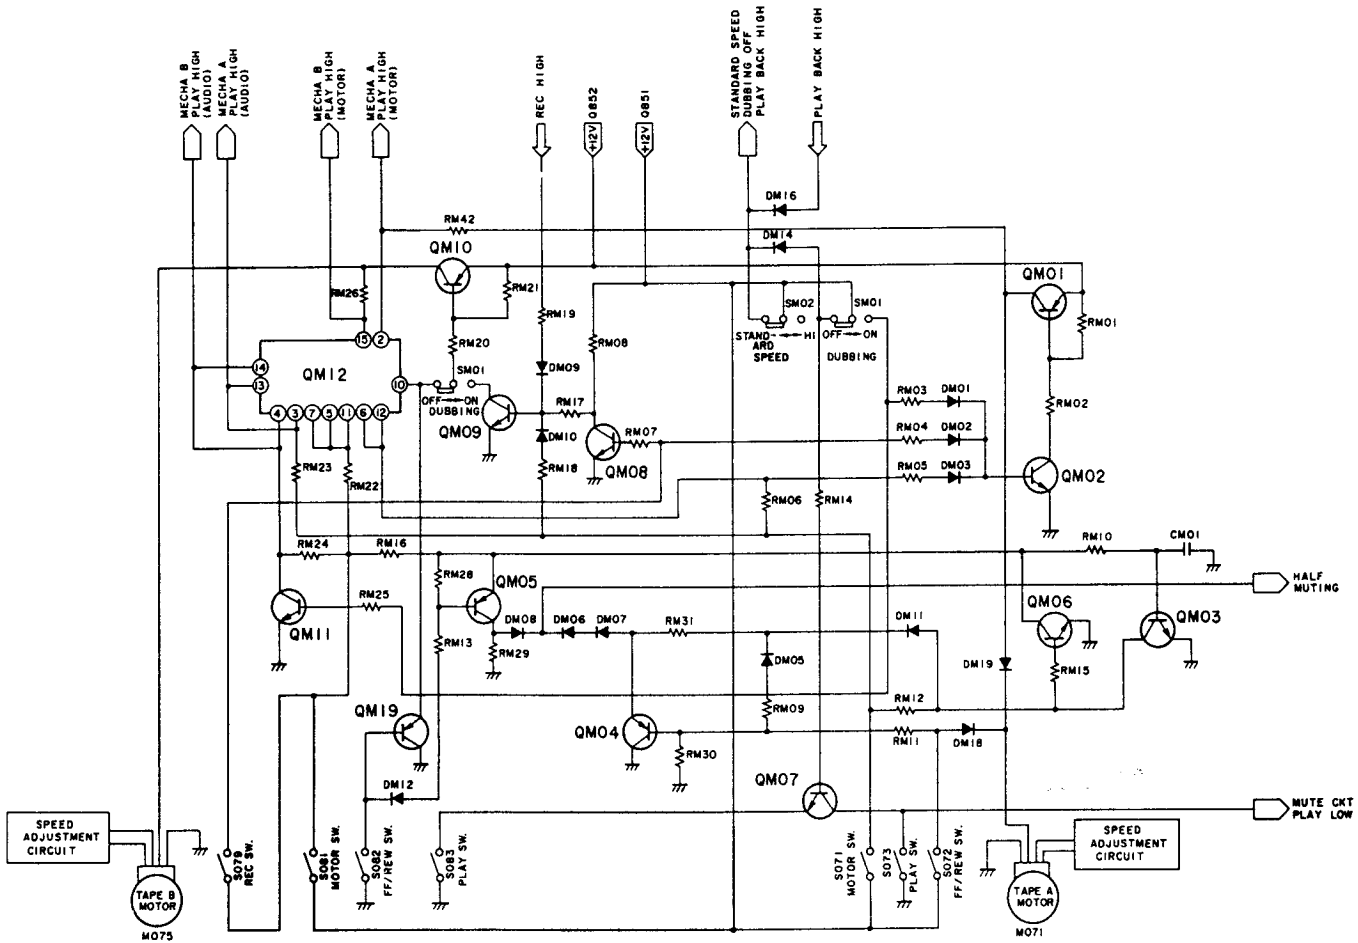 MECHA B
PLAY HIGH
(AUDIO)
MECHA A
PLAY HIGH
(AUDIO)
MECHA B
PLAY HIGH
(MOTOR)
MECHA A
PLAY HIGH
(MOTOR)
REC HIGH
Q852
+12V
Q851
+12V
STANDARD SPEED
DUBBING OFF
PLAY BACK HIGH
PLAY BACK HIGH
DM16
RM42
DM14
QM10
QM01
RM26
RM21
RM19
RM08
SM02
SM01
RM01
STAND-
ARD
SPEED
HI
OFF
ON
DUBBING
15
2
RM20
14
13
QM12
10
SM01
DM09
OFF
ON
DUBBING
RM03
DM01
RM02
4
3
7
5
11
6
12
QM09
RM17
DM10
RM07
RM04
DM02
RM23
RM22
RM18
QM08
RM05
DM03
QM02
RM06
RM14
RM24
RM16
RM10
CM01
RM28
QM05
HALF
MUTING
RM25
QM11
DM08
DM06
DM07
RM31
DM11
QM06
QM03
RM13
RM29
DM05
DM19
RM15
QM19
RM09
RM12
QM04
RM30
RM11
DM18
DM12
QM07
MUTE CKT
PLAY LOW
SPEED
ADJUSTMENT
CIRCUIT
S079
REC SW.
S081
MOTOR SW.
S082
FF/REW SW.
S083
PLAY SW.
S071
MOTOR SW.
S073
PLAY SW.
S072
FF/REW SW.
SPEED
ADJUSTMENT
CIRCUIT
TAPE B
MOTOR
M075
TAPE A
MOTOR
M071